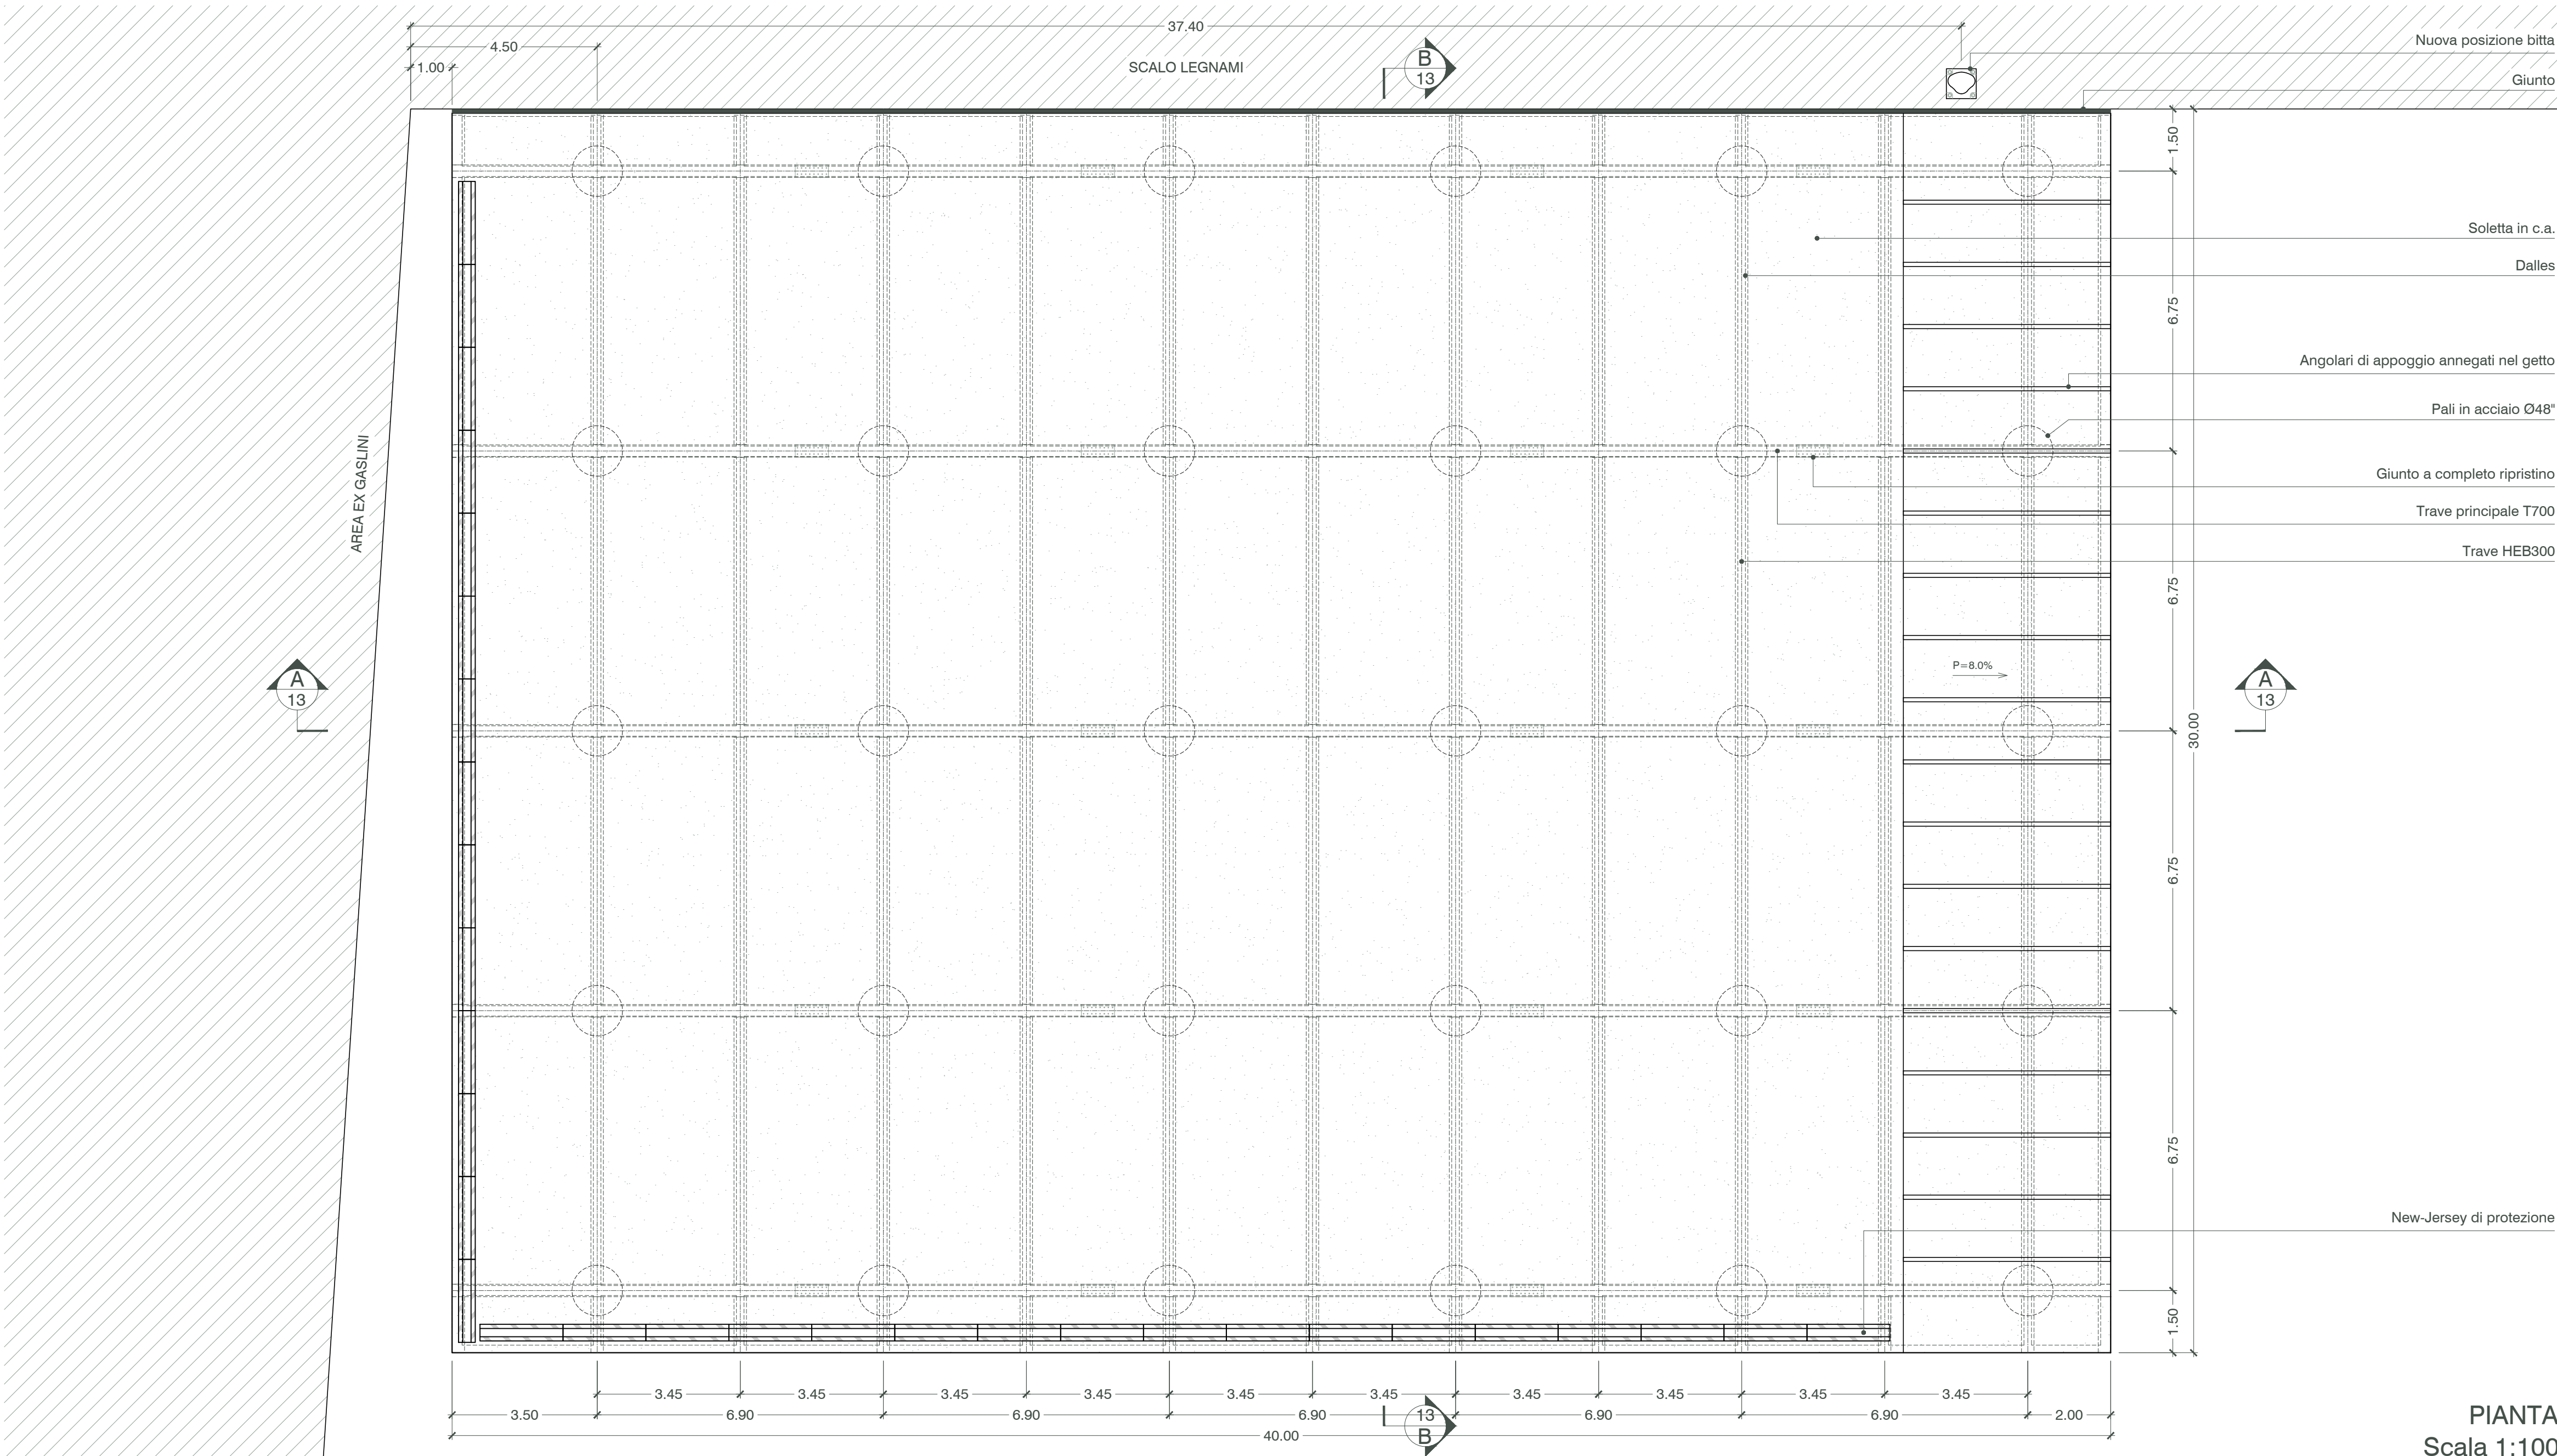 37.40
4.50
1.00
SCALO LEGNAMI
B
13
Nuova posizione bitta
Giunto
1.50
Soletta in c.a.
Dalles
6.75
Angolari di appoggio annegati nel getto
Pali in acciaio Ø48"
Giunto a completo ripristino
Trave principale T700
Trave HEB300
AREA EX GASLINI
6.75
A
13
P=8.0%
A
13
30.00
6.75
6.75
New-Jersey di protezione
1.50
3.45
3.45
3.45
3.45
3.45
3.45
3.45
3.45
3.45
3.45
3.50
6.90
6.90
6.90
6.90
6.90
2.00
13
B
40.00
PIANTA
Scala 1:100